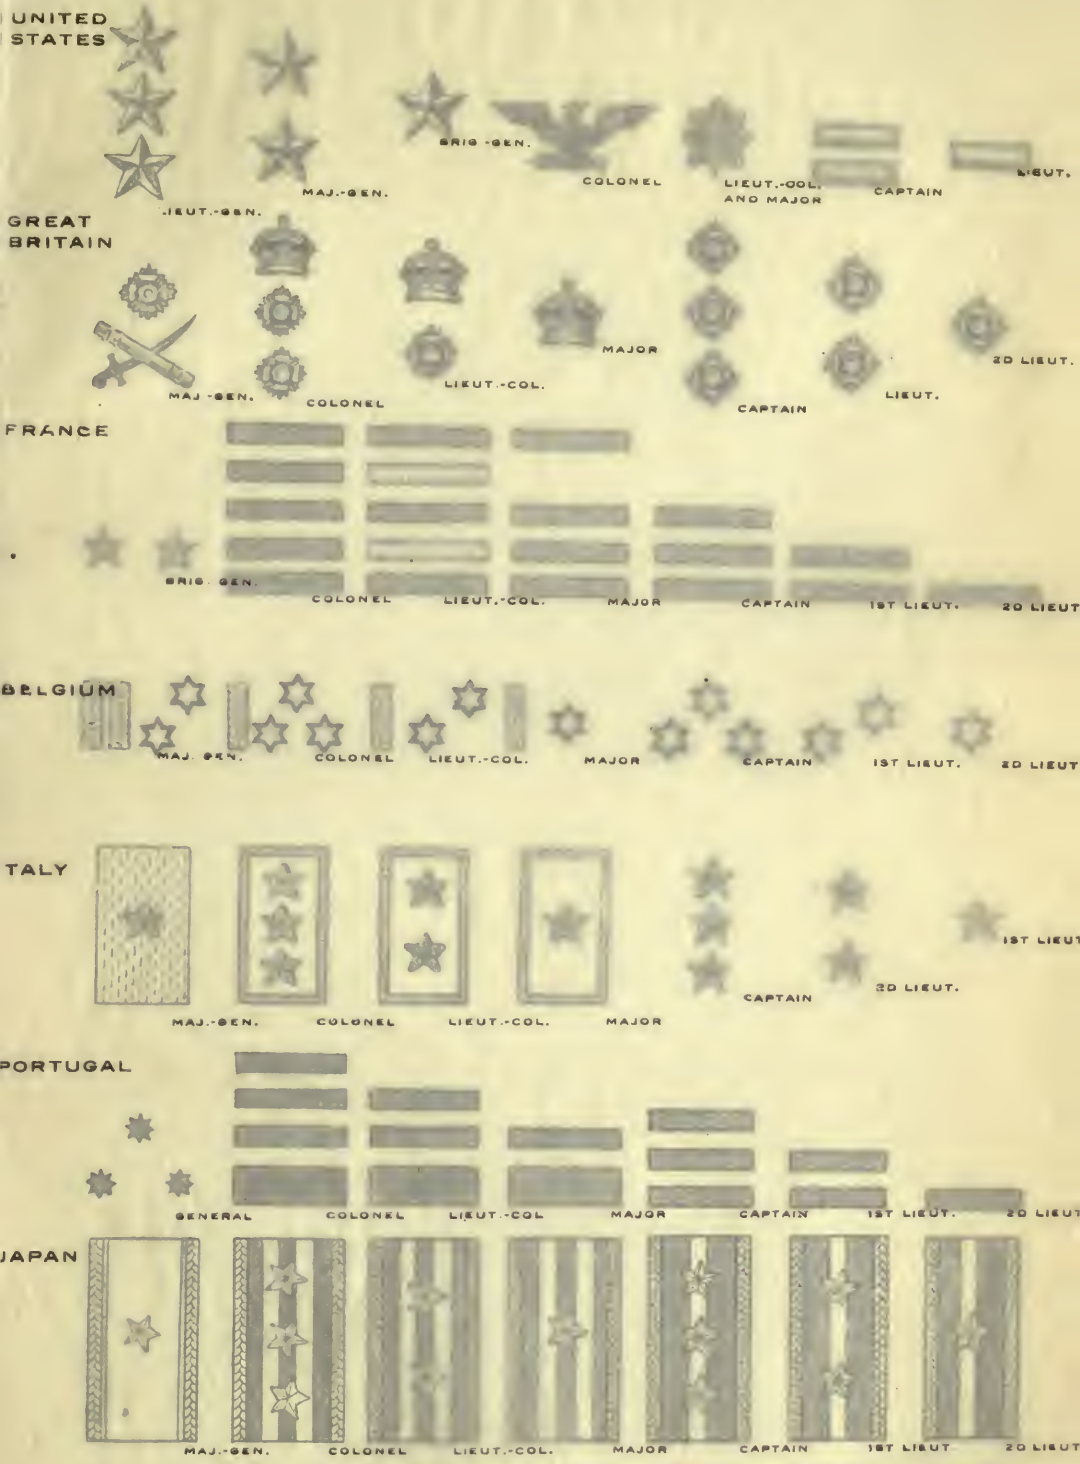 UNITED
STATES
LIEUT.-GEN.
MAJ.-GEN.
BRIG-GEN.
COLONEL
LIEUT.-COL.
AND MAJOR
CAPTAIN
LIEUT.
GREAT
BRITAIN
MAJ-GEN.
COLONEL
LIEUT.-COL.
MAJOR
CAPTAIN
LIEUT.
2D LIEUT.
FRANCE
BRIG. GEN.
COLONEL
LIEUT.-COL.
MAJOR
CAPTAIN
1ST LIEUT.
2D LIEUT
BELGIUM
MAJ. GEN.
COLONEL
LIEUT.-COL.
MAJOR
CAPTAIN
1ST LIEUT.
2D LIEUT
TALY
MAJ.-GEN.
COLONEL
LIEUT.-COL.
MAJOR
CAPTAIN
2D LIEUT.
1ST LIEUT
PORTUGAL
GENERAL
COLONEL
LIEUT.-COL
MAJOR
CAPTAIN
1ST LIEUT.
2D LIEUT
JAPAN
MAJ.-GEN.
COLONEL
LIEUT.-COL.
MAJOR
CAPTAIN
1ST LIEUT
2D LIEUT